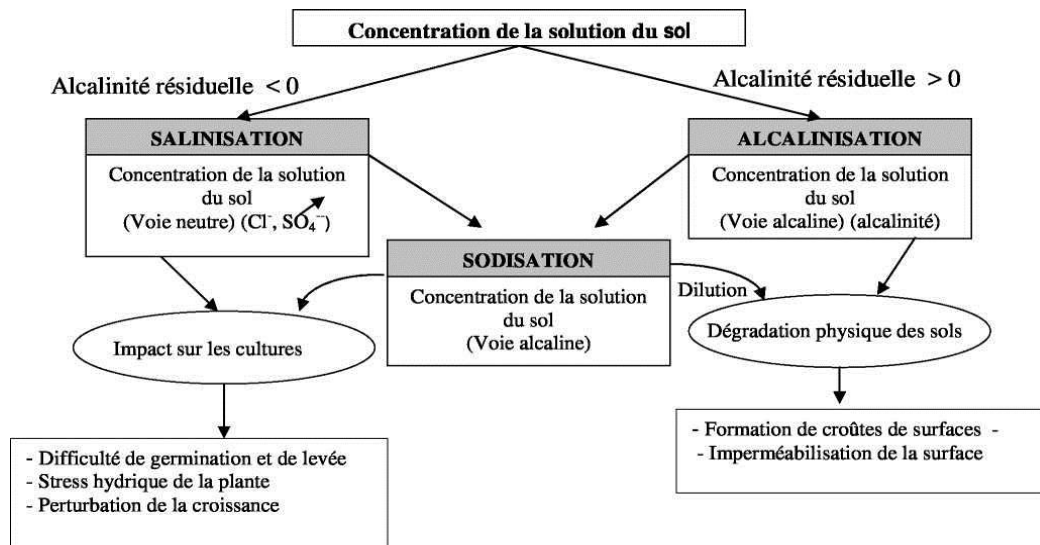 Concentration de la solution du sol
Alcalinité résiduelle < 0
Alcalinité résiduelle > 0
SALINISATION
Concentration de la solution
du sol
(Voie neutre) (Cl⁻, SO₄⁻⁻)
ALCALINISATION
Concentration de la solution
du sol
(Voie alcaline) (alcalinité)
SODISATION
Concentration de la solution
du sol
(Voie alcaline)
Dilution
Impact sur les cultures
Dégradation physique des sols
- Difficulté de germination et de levée
- Stress hydrique de la plante
- Perturbation de la croissance
- Formation de croûtes de surfaces -
- Imperméabilisation de la surface